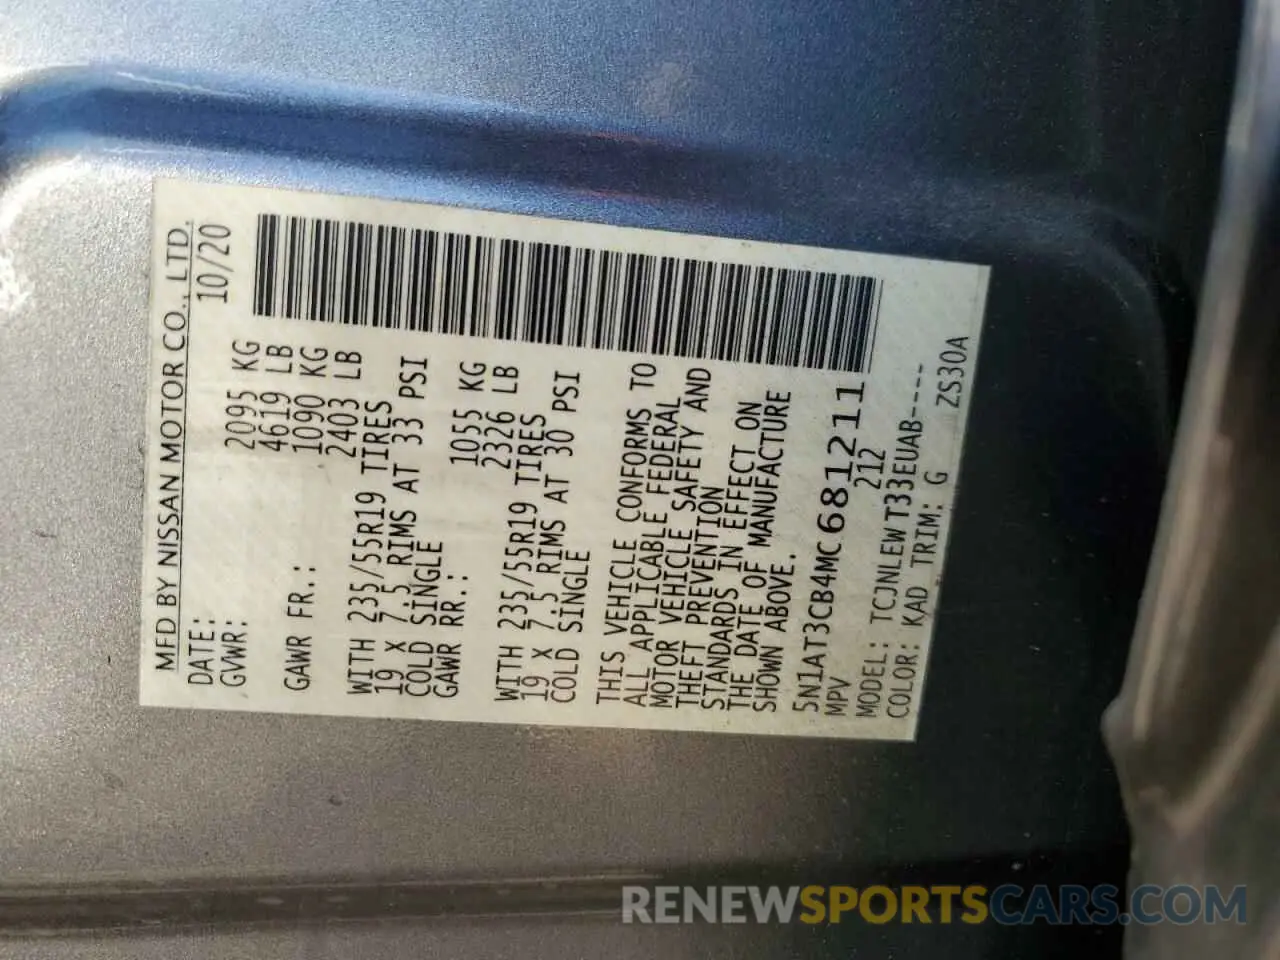 MFD BY NISSAN MOTOR CO., LTD.
DATE: 10/20
GVWR: 2095 KG
4619 LB
GAWR FR.: 1090 KG
2403 LB
WITH 235/55R19 TIRES
19 X 7.5 RIMS AT 33 PSI
COLD SINGLE
GAWR RR.: 1055 KG
2326 LB
WITH 235/55R19 TIRES
19 X 7.5 RIMS AT 30 PSI
COLD SINGLE
THIS VEHICLE CONFORMS TO
ALL APPLICABLE FEDERAL
MOTOR VEHICLE SAFETY AND
THEFT PREVENTION
STANDARDS IN EFFECT ON
THE DATE OF MANUFACTURE
SHOWN ABOVE.
5N1AT3CB4MC681211
MPV 212
MODEL: TCJNLEWT33EUAB----
COLOR: KAD TRIM: G ZS30A
RENEWSPORTSCARS.COM